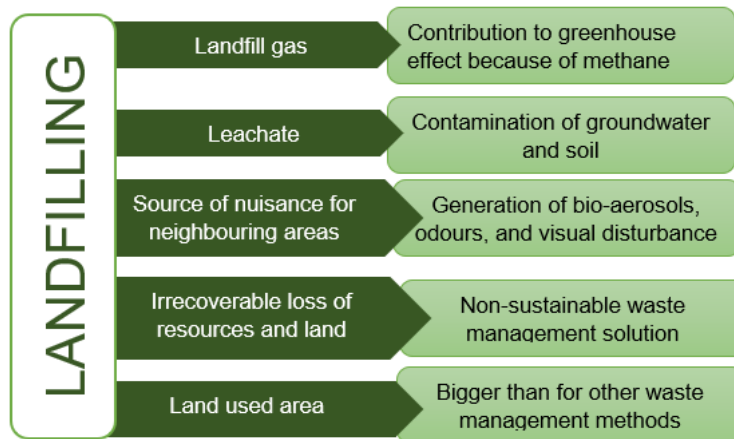 LANDFILLING
Landfill gas
Contribution to greenhouse
effect because of methane
Leachate
Contamination of groundwater
and soil
Source of nuisance for
neighbouring areas
Generation of bio-aerosols,
odours, and visual disturbance
Irrecoverable loss of
resources and land
Non-sustainable waste
management solution
Land used area
Bigger than for other waste
management methods